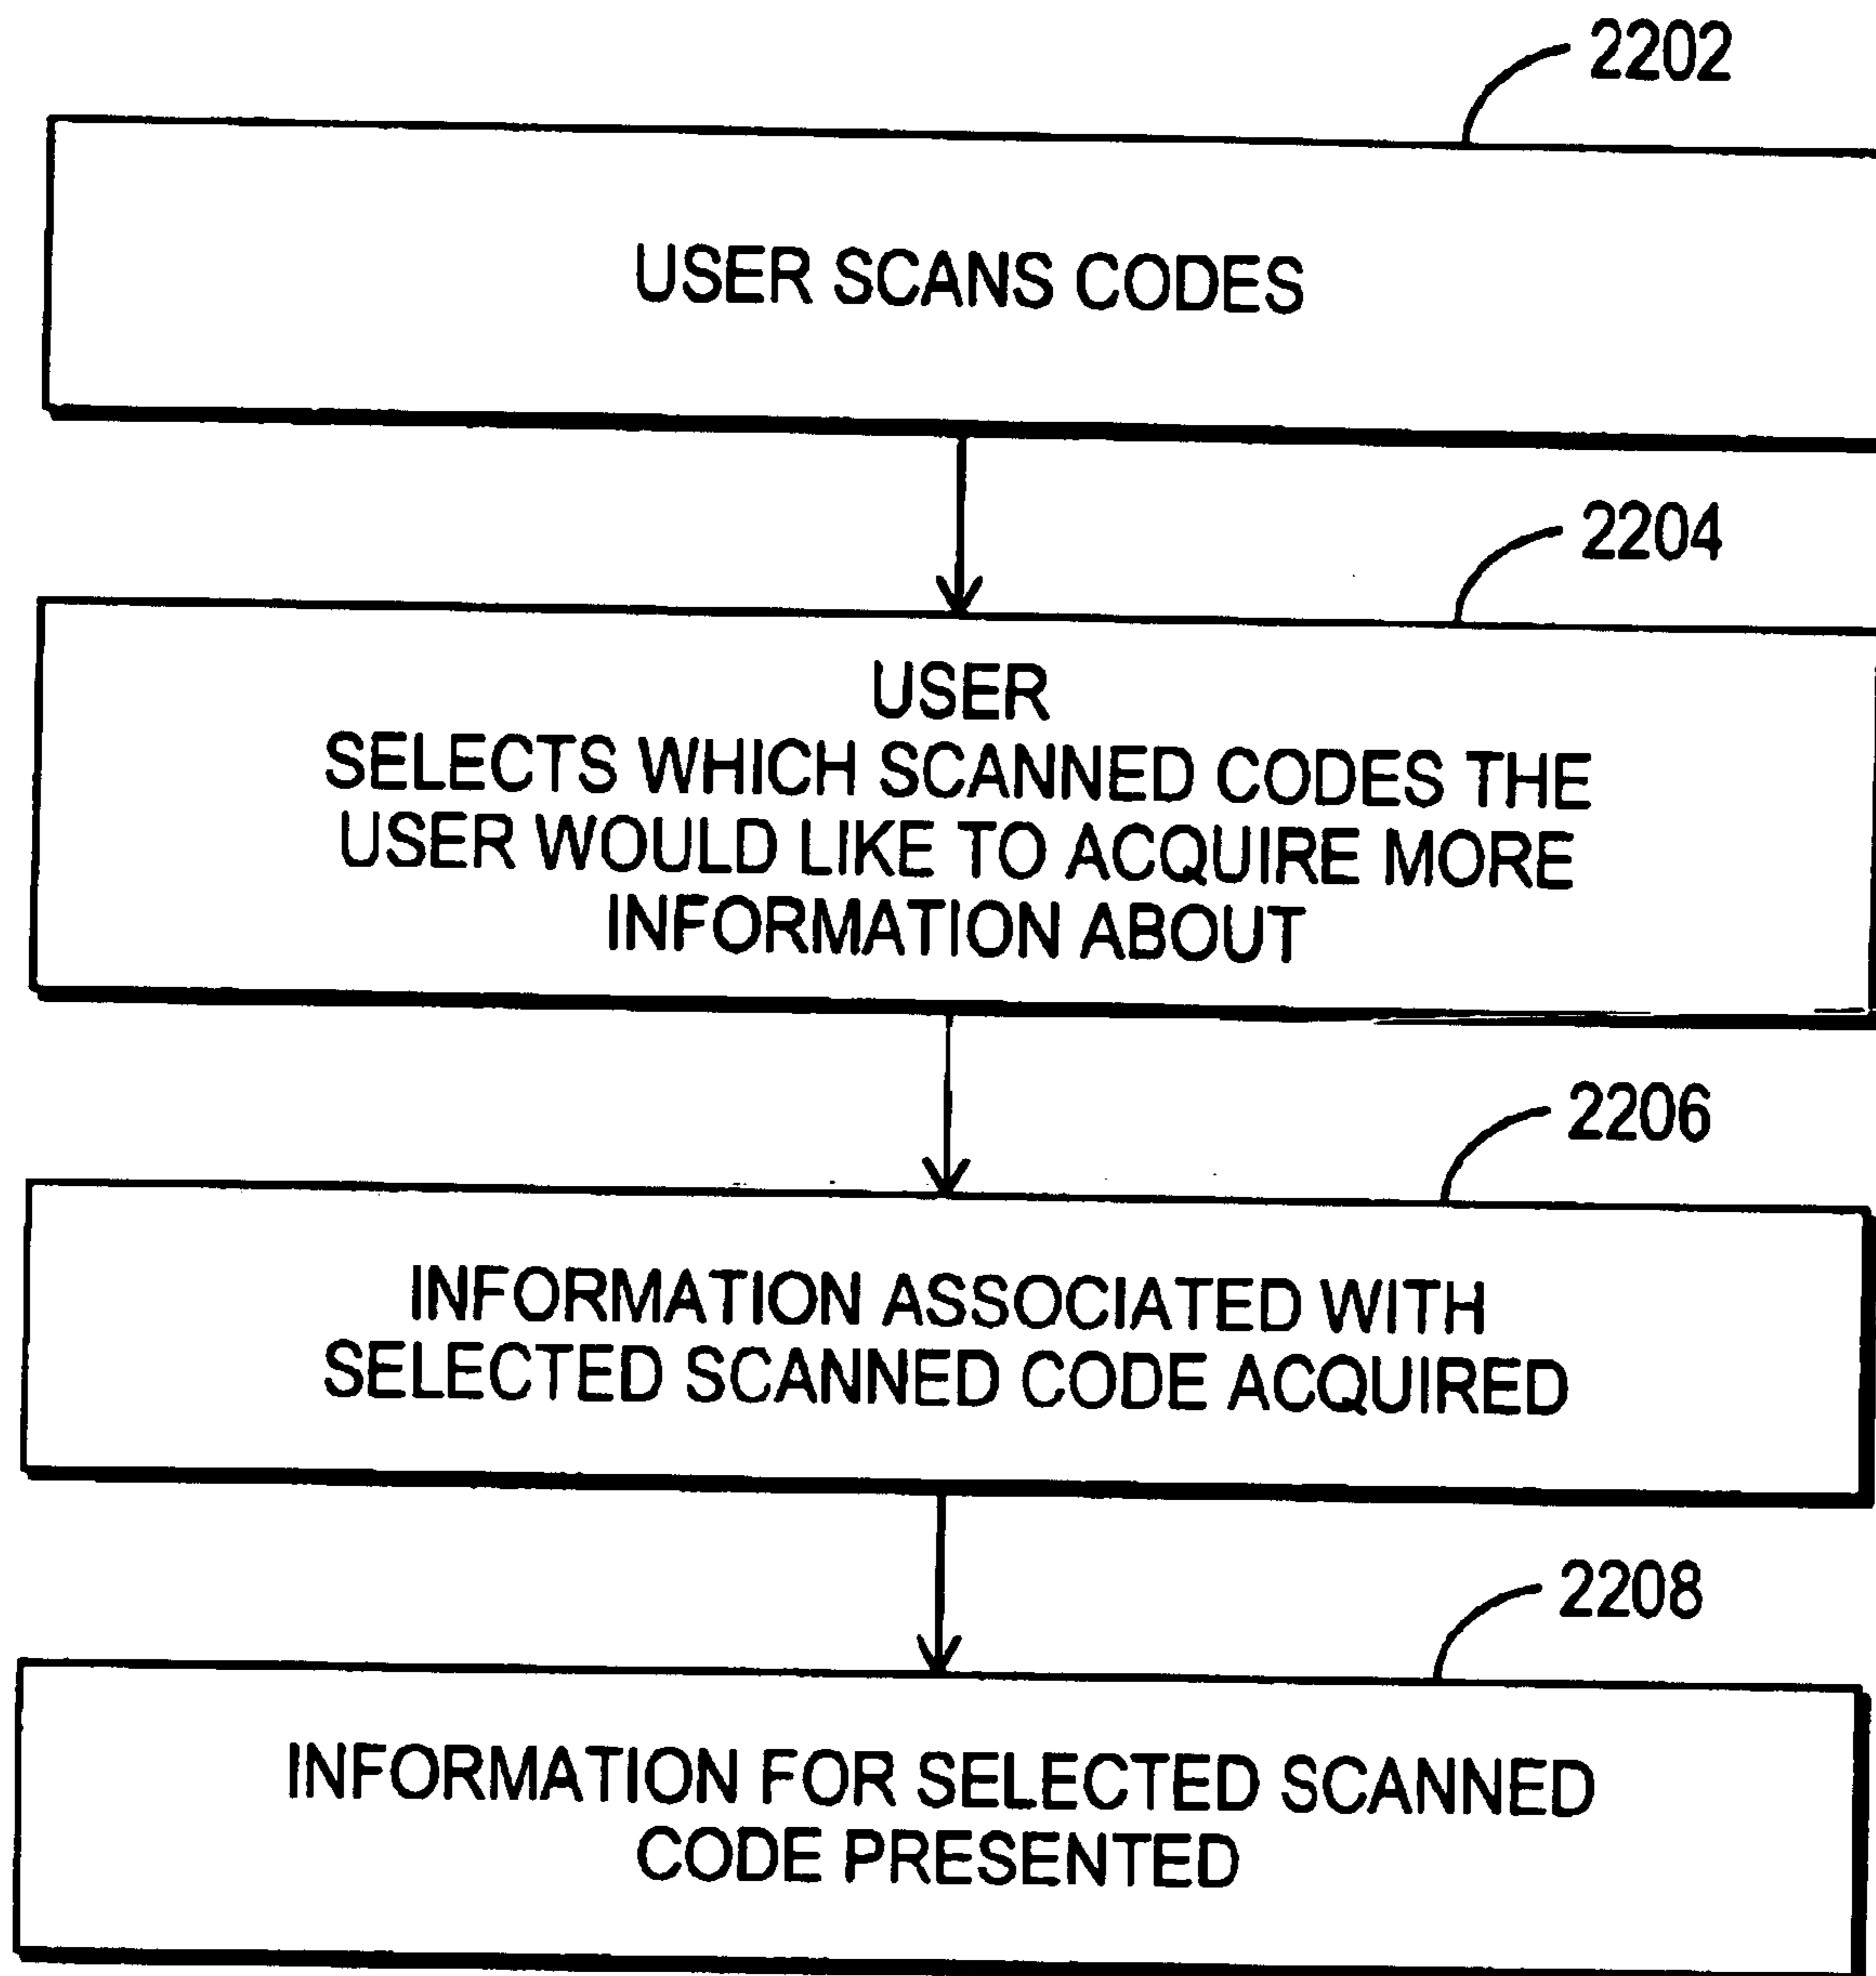 2202
USER SCANS CODES
2204
USER
SELECTS WHICH SCANNED CODES THE
USER WOULD LIKE TO ACQUIRE MORE
INFORMATION ABOUT
2206
INFORMATION ASSOCIATED WITH
SELECTED SCANNED CODE ACQUIRED
2208
INFORMATION FOR SELECTED SCANNED
CODE PRESENTED